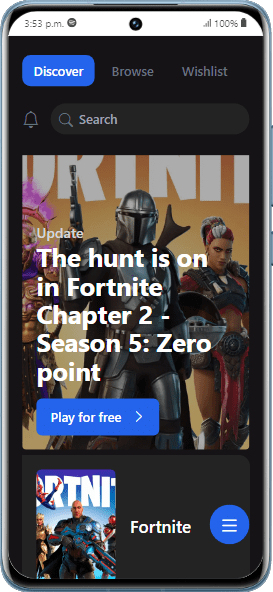 3:53 p.m. 100%
Discover Browse Wishlist
Search
Update
The hunt is on
in Fortnite
Chapter 2 -
Season 5: Zero
point
Play for free
Fortnite